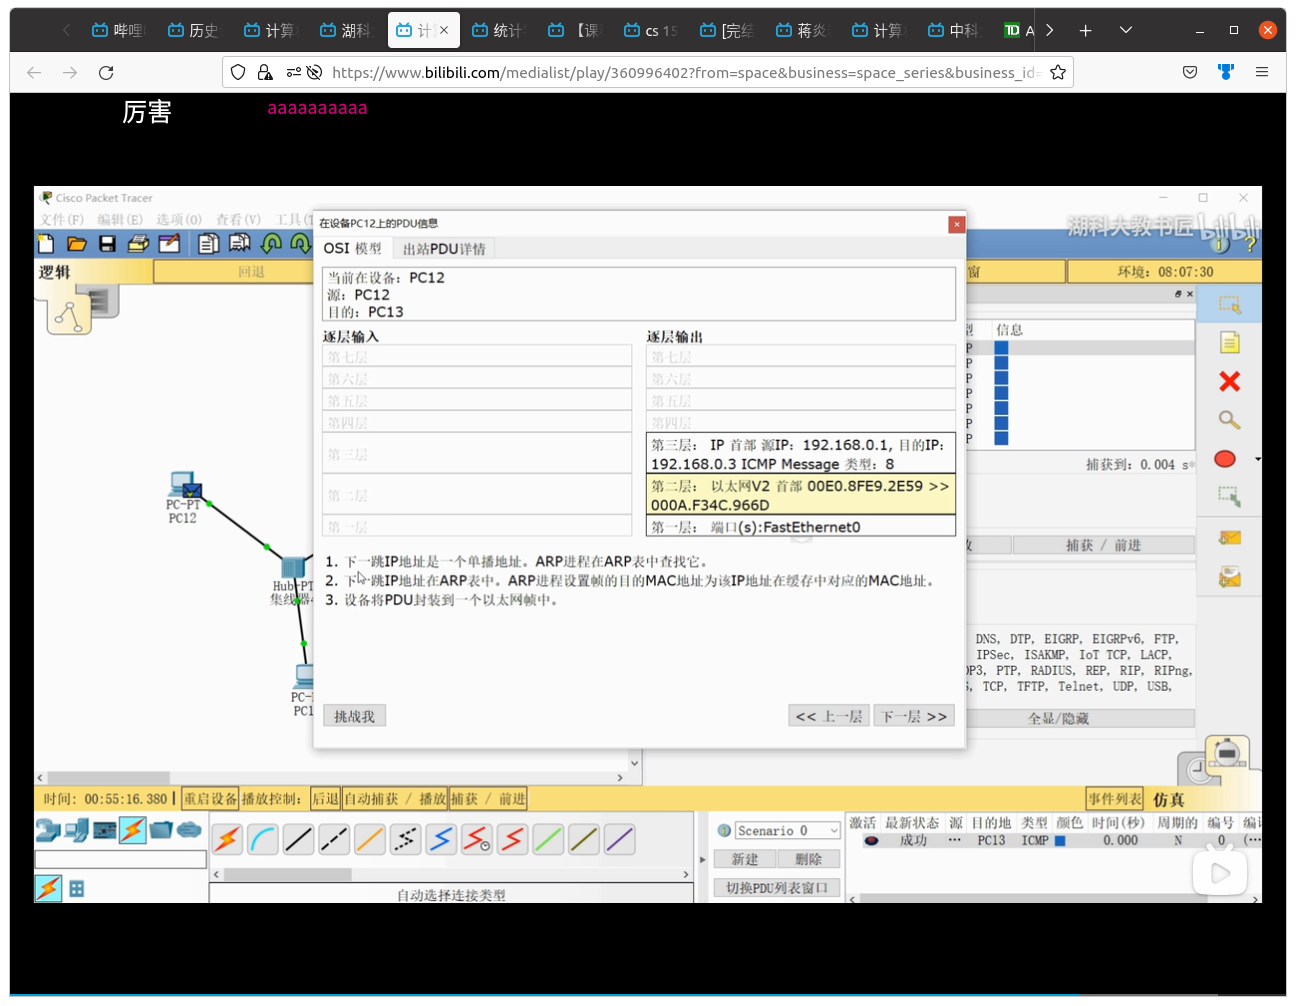 哔哩
历史
计算
湖科
计
统计
【课
cs 15
[完结
蒋炎
计算
中科
TD A
https://www.bilibili.com/medialist/play/360996402?from=space&business=space_series&business_id=
厉害
aaaaaaaaaa
Cisco Packet Tracer
文件(F) 编辑(E) 选项(O) 查看(V) 工具(T
湖科大教书匠 bilibili
逻辑
回退
窗
环境: 08:07:30
在设备PC12上的PDU信息
OSI 模型
出站PDU详情
当前在设备: PC12
源: PC12
目的: PC13
逐层输入
逐层输出
第七层
第七层
第六层
第六层
第五层
第五层
第四层
第四层
第三层
第三层: IP 首部 源IP: 192.168.0.1, 目的IP:
192.168.0.3 ICMP Message 类型: 8
第二层
第二层: 以太网V2 首部 00E0.8FE9.2E59 >>
000A.F34C.966D
第一层
第一层: 端口(s):FastEthernet0
1. 下一跳IP地址是一个单播地址。ARP进程在ARP表中查找它。
2. 下一跳IP地址在ARP表中。ARP进程设置帧的目的MAC地址为该IP地址在缓存中对应的MAC地址。
3. 设备将PDU封装到一个以太网帧中。
挑战我
<< 上一层
下一层 >>
PC-PT
PC12
Hub-PT
集线器
PC-
PC1
型 信息
P
P
P
P
P
P
P
捕获到: 0.004 s*
放
捕获 / 前进
DNS, DTP, EIGRP, EIGRPv6, FTP,
IPSec, ISAKMP, IoT TCP, LACP,
OP3, PTP, RADIUS, REP, RIP, RIPng,
S, TCP, TFTP, Telnet, UDP, USB,
全显/隐藏
时间: 00:55:16.380 重启设备 播放控制: 后退 自动捕获 / 播放 捕获 / 前进
事件列表 仿真
Scenario 0
新建
删除
切换PDU列表窗口
自动选择连接类型
激活 最新状态 源 目的地 类型 颜色 时间(秒) 周期的 编号 编辑
成功 ... PC13 ICMP 0.000 N 0 (...